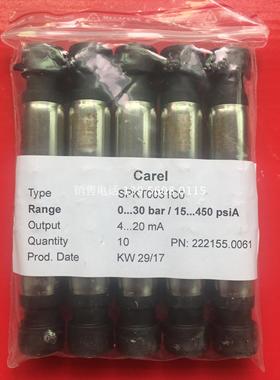 Carel
Type SPKT0031C0
Range 0...30 bar / 15...450 psiA
Output 4...20 mA
Quantity 10 PN: 222155.0061
Prod. Date KW 29/17